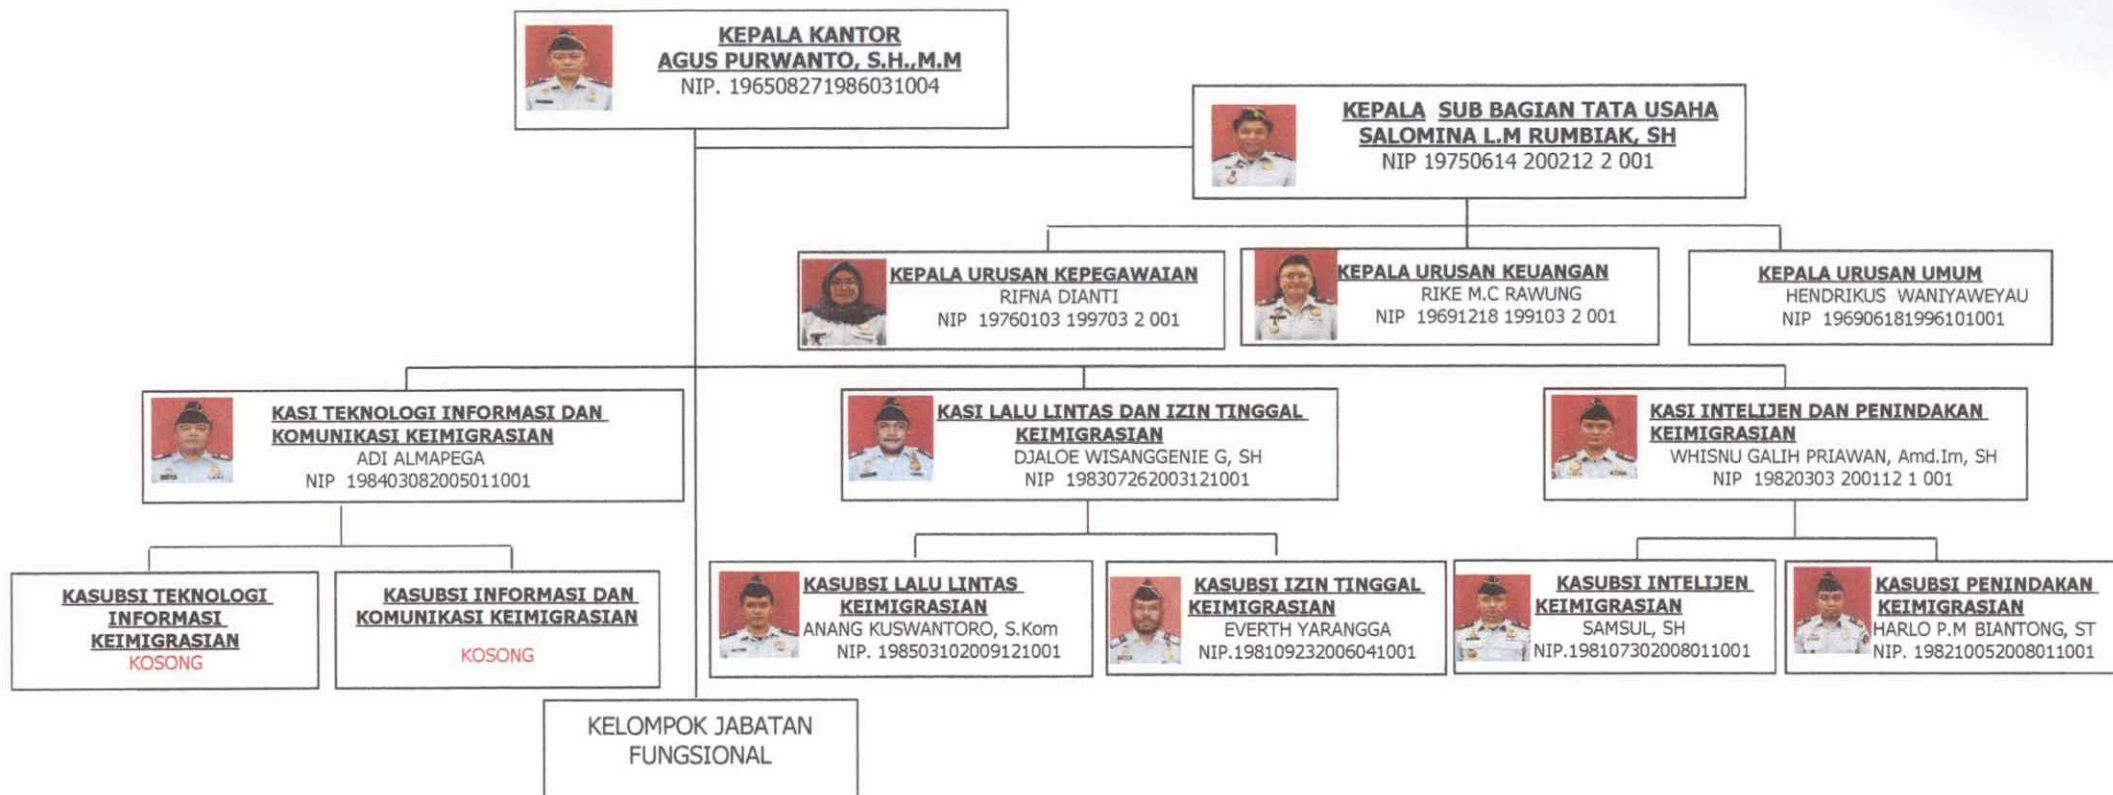 KEPALA KANTOR
AGUS PURWANTO, S.H.,M.M
NIP. 196508271986031004
KEPALA SUB BAGIAN TATA USAHA
SALOMINA L.M RUMBIAK, SH
NIP 19750614 200212 2 001
KEPALA URUSAN KEPEGAWAIAN
RIFNA DIANTI
NIP 19760103 199703 2 001
KEPALA URUSAN KEUANGAN
RIKE M.C RAWUNG
NIP 19691218 199103 2 001
KEPALA URUSAN UMUM
HENDRIKUS WANIYAWEYAU
NIP 196906181996101001
KASI TEKNOLOGI INFORMASI DAN
KOMUNIKASI KEIMIGRASIAN
ADI ALMAPEGA
NIP 198403082005011001
KASI LALU LINTAS DAN IZIN TINGGAL
KEIMIGRASIAN
DJALOE WISANGGENIE G, SH
NIP 198307262003121001
KASI INTELIJEN DAN PENINDAKAN
KEIMIGRASIAN
WHISNU GALIH PRIAWAN, Amd.Im, SH
NIP 19820303 200112 1 001
KASUBSI TEKNOLOGI
INFORMASI
KEIMIGRASIAN
KOSONG
KASUBSI INFORMASI DAN
KOMUNIKASI KEIMIGRASIAN
KOSONG
KASUBSI LALU LINTAS
KEIMIGRASIAN
ANANG KUSWANTORO, S.Kom
NIP. 198503102009121001
KASUBSI IZIN TINGGAL
KEIMIGRASIAN
EVERTH YARANGGA
NIP.198109232006041001
KASUBSI INTELIJEN
KEIMIGRASIAN
SAMSUL, SH
NIP.198107302008011001
KASUBSI PENINDAKAN
KEIMIGRASIAN
HARLO P.M BIANTONG, ST
NIP. 198210052008011001
KELOMPOK JABATAN
FUNGSIONAL